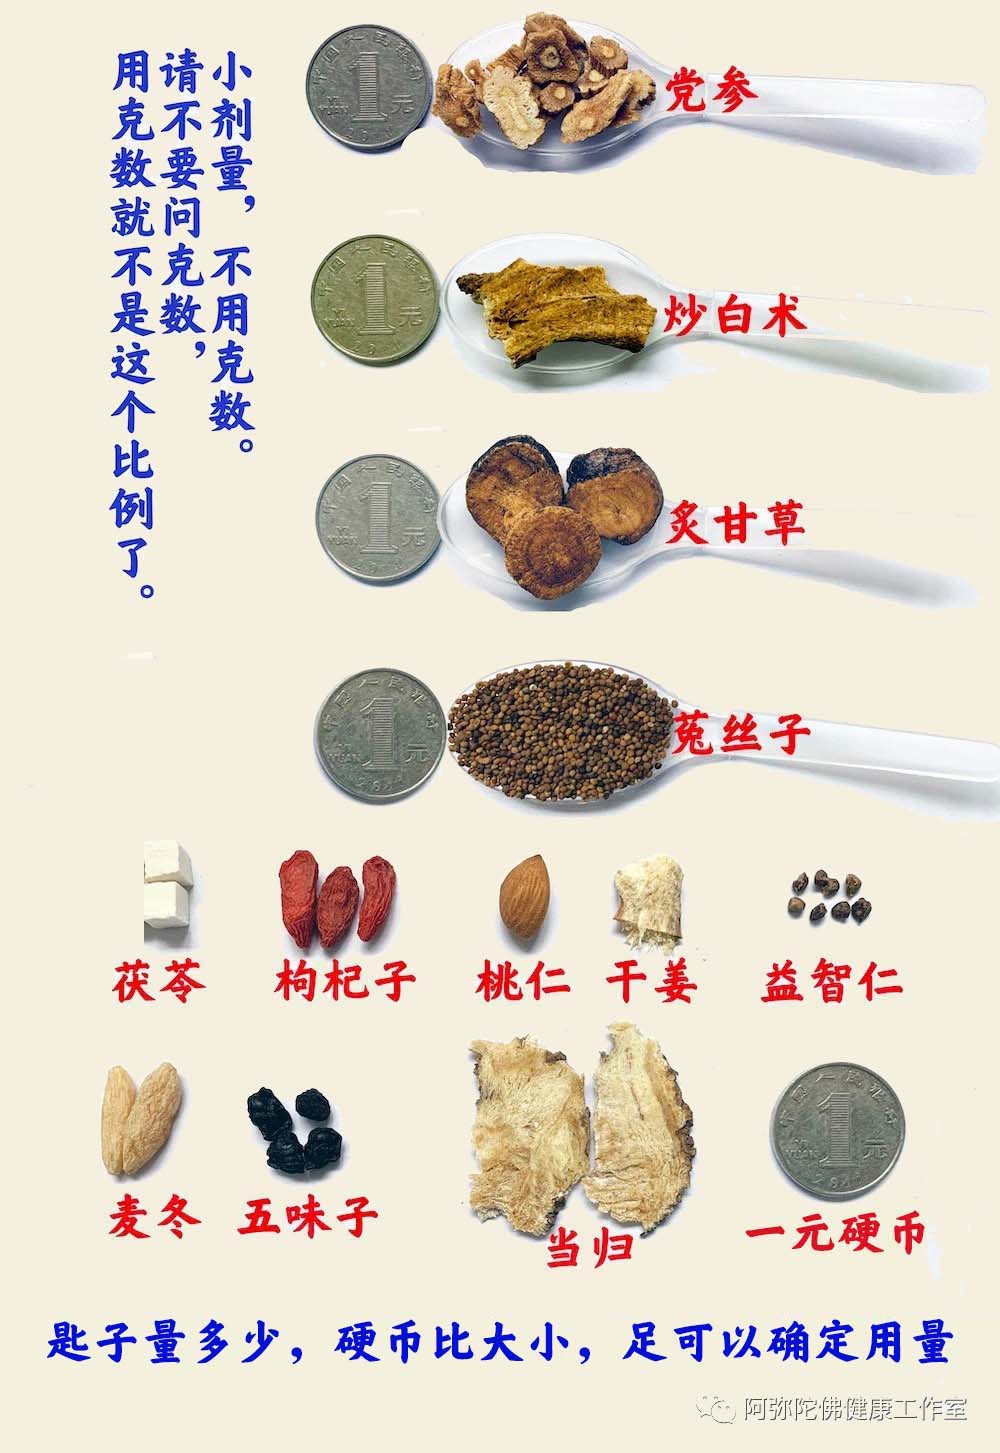 小剂量，不用克数。
请不要问克数，
用克数就不是这个比例了。
党参
炒白术
炙甘草
菟丝子
茯苓
枸杞子
桃仁
干姜
益智仁
麦冬
五味子
当归
一元硬币
匙子量多少，硬币比大小，足可以确定用量
阿弥陀佛健康工作室